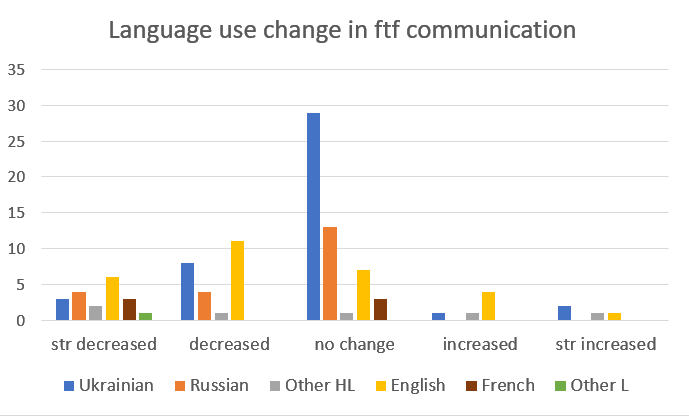 Language use change in ftf communication
35
30
25
20
15
10
5
0
str decreased decreased no change increased str increased
Ukrainian Russian Other HL English French Other L